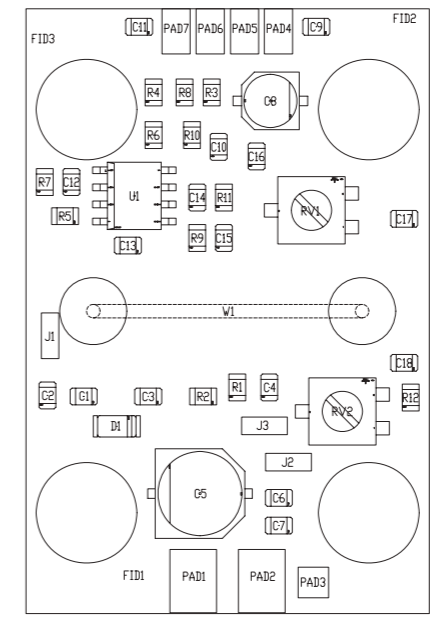 FID3 C11 PAD7 PAD6 PAD5 PAD4 C9 FID2
R4 R8 R3 C8
R6 R10 C10 C16
R7 C12 U1 C14 R11 RV1
R5 C17
C13 R9 C15
W1
J1
C18
C2 C1 C3 R2 R1 C4 RV2 R12
D1 J3
J2
C5 C6
C7
FID1 PAD1 PAD2 PAD3